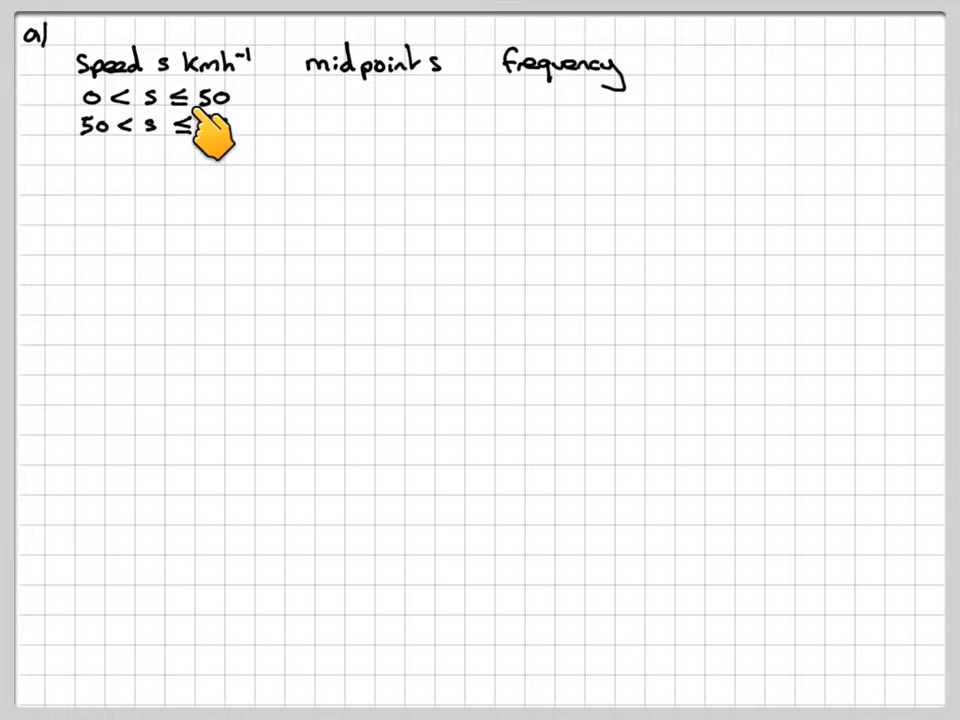 a)
Speed s kmh⁻¹ midpoints frequency
0 < s ≤ 50
50 < s ≤